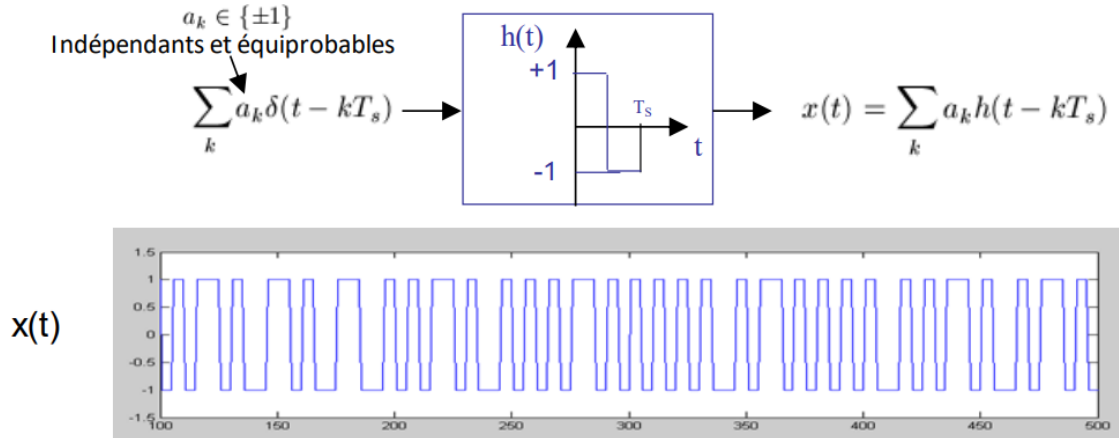 a_k ∈ {±1}
Indépendants et équiprobables
∑_k a_k δ(t − kT_s)
h(t)
+1
T_s
t
-1
x(t) = ∑_k a_k h(t − kT_s)
x(t)
1.5
1
0.5
0
-0.5
-1
-1.5
100 150 200 250 300 350 400 450 500